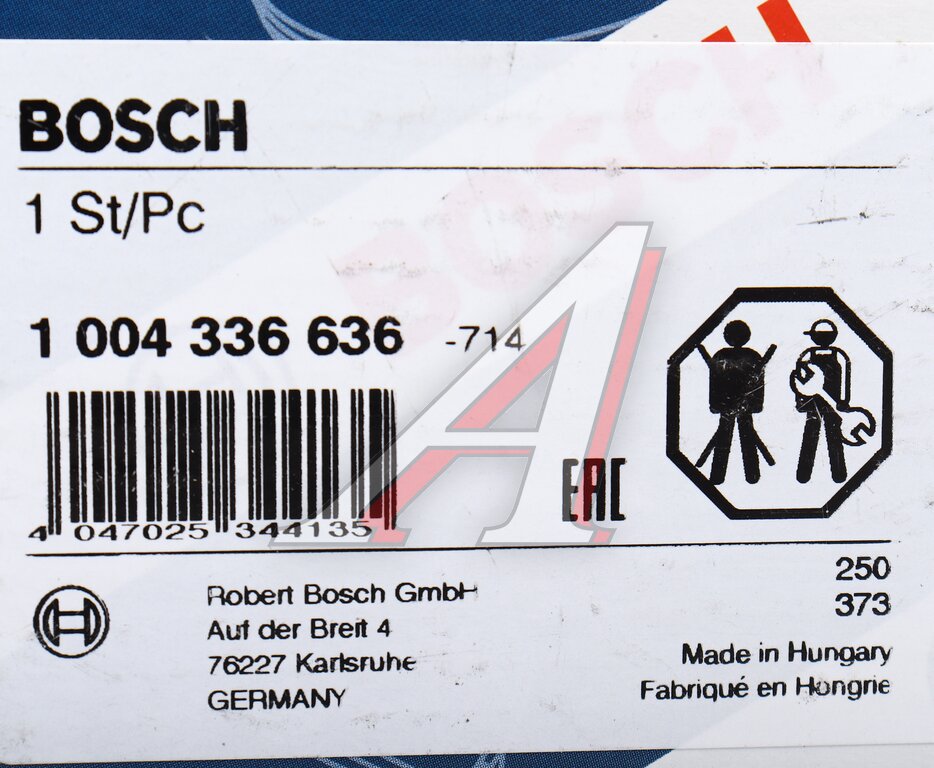 BOSCH
BOSCH
1 St/Pc
1 004 336 636 -714
4 047025 344135
EAC
Robert Bosch GmbH
Auf der Breit 4
76227 Karlsruhe
GERMANY
250
373
Made in Hungary
Fabriqué en Hongrie